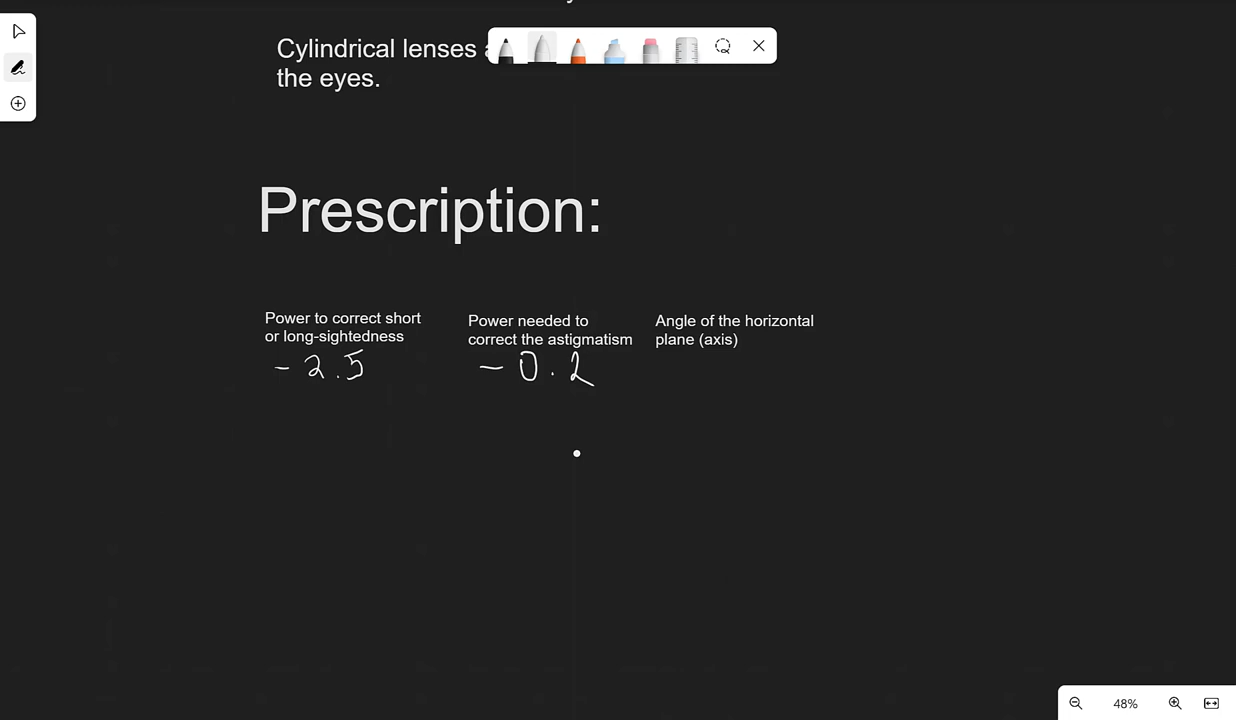 Cylindrical lenses
the eyes.
Prescription:
Power to correct short
or long-sightedness
- 2.5
Power needed to
correct the astigmatism
- 0.2
Angle of the horizontal
plane (axis)
48%